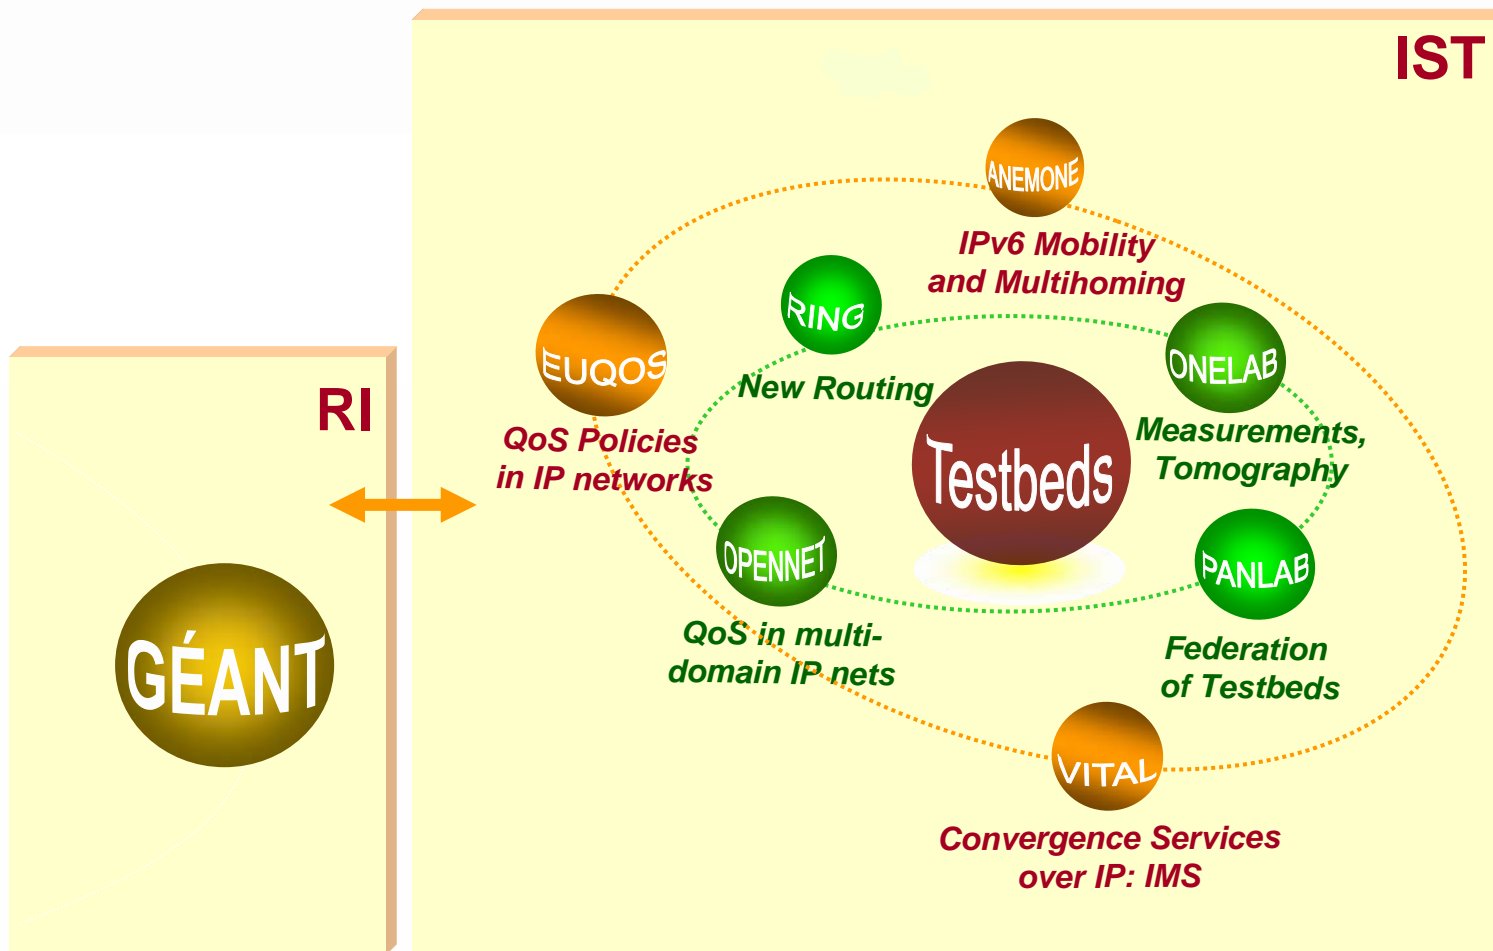 IST
ANEMONE
IPv6 Mobility
and Multihoming
RING
New Routing
EUQOS
QoS Policies
in IP networks
ONELAB
Measurements,
Tomography
Testbeds
RI
OPENNET
QoS in multi-
domain IP nets
PANLAB
Federation
of Testbeds
GÉANT
VITAL
Convergence Services
over IP: IMS